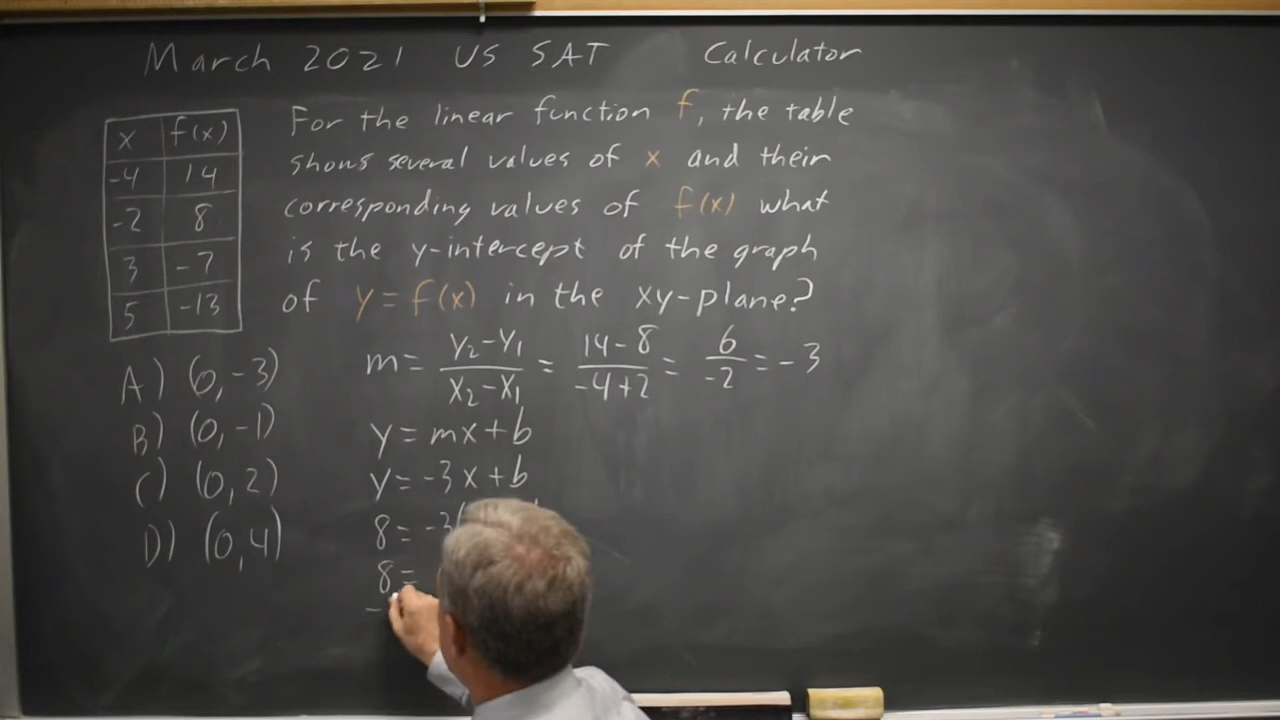 March 2021 US SAT Calculator
x f(x)
-4 14
-2 8
3 -7
5 -13
For the linear function f, the table
shows several values of x and their
corresponding values of f(x) what
is the y-intercept of the graph
of y = f(x) in the xy-plane?
A) (0, -3)
B) (0, -1)
C) (0, 2)
D) (0, 4)
m = y₂-y₁/x₂-x₁ = 14-8/-4+2 = 6/-2 = -3
y = mx+b
y = -3x+b
8 = -3(
8 =
-